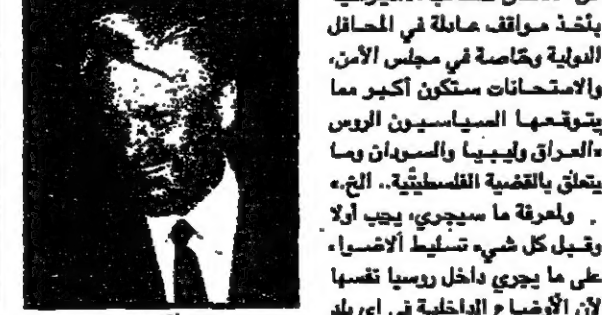 يأخذ مواقف عادلة في المحافل
الدولية وخاصة في مجلس الأمن،
والامتحانات ستكون أكبر مما
يتوقعها السياسيون الروس
«العراق وليبيا والسودان وما
يتعلق بالقضية الفلسطينية.. الخ.»
ولمعرفة ما سيجري، يجب أولا
وقبل كل شيء تسليط الأضواء
على ما يجري داخل روسيا نفسها
لأن الأوضاع الداخلية في اي بلد